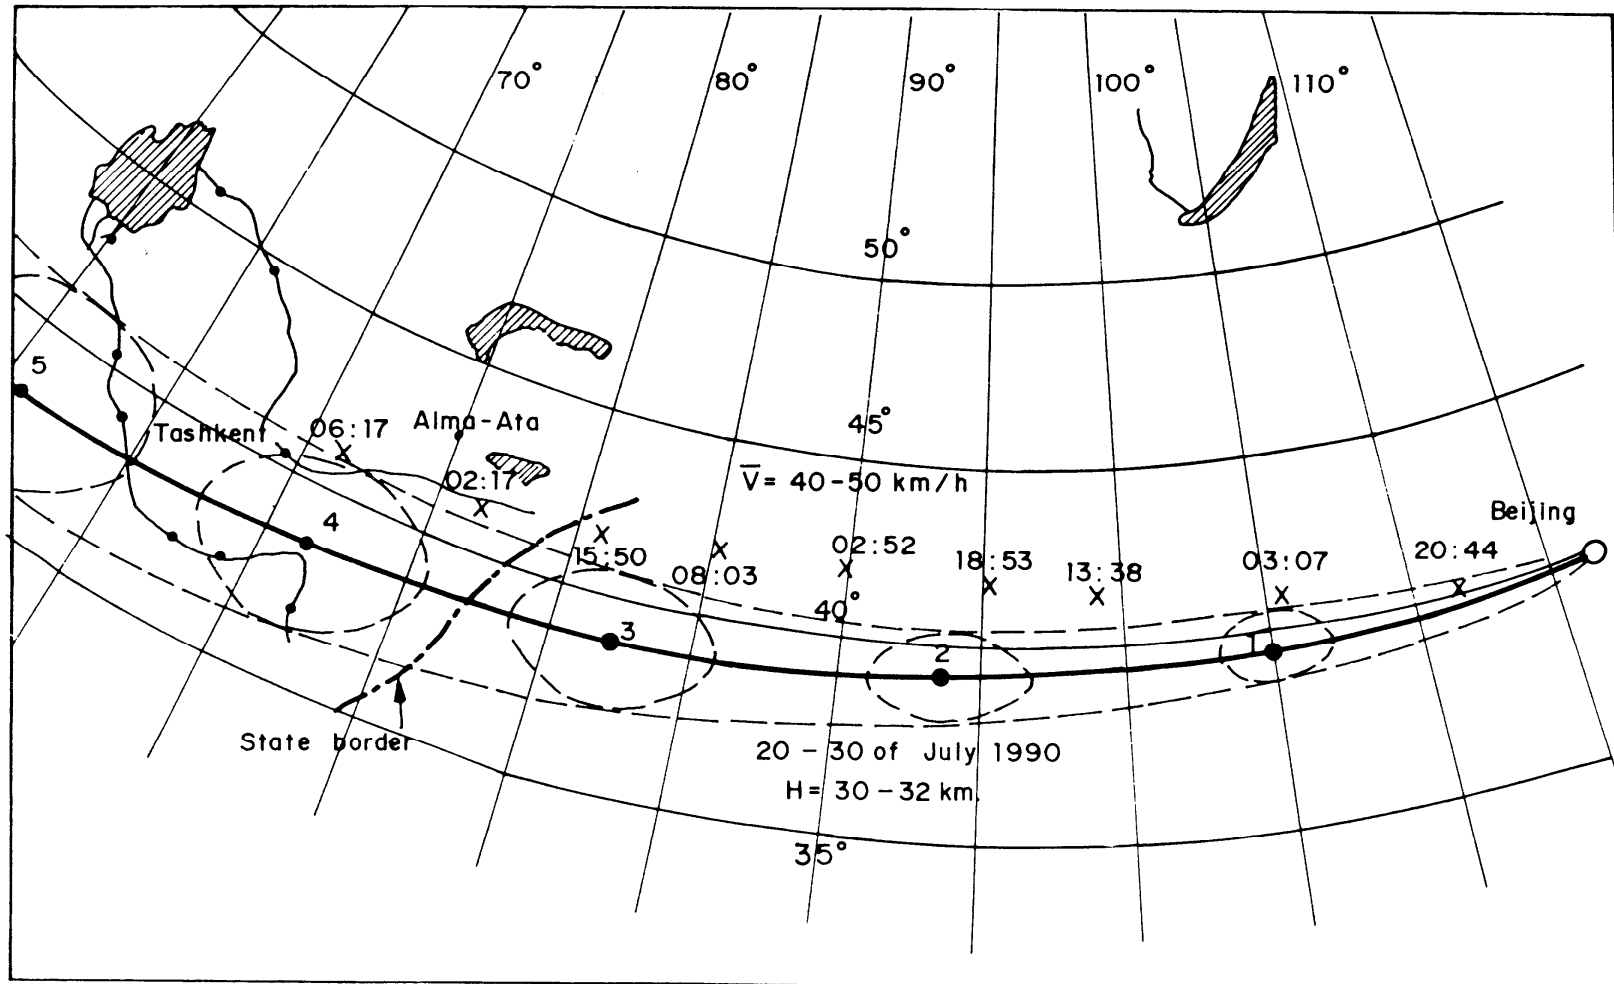 70° 80° 90° 100° 110°
50°
5
45°
Tashkent 06:17 Alma-Ata
02:17
V̅ = 40-50 km/h
4
Beijing
15:50 08:03 02:52 18:53 13:38 03:07 20:44
40°
3 2
State border
20 - 30 of July 1990
H = 30 - 32 km.
35°